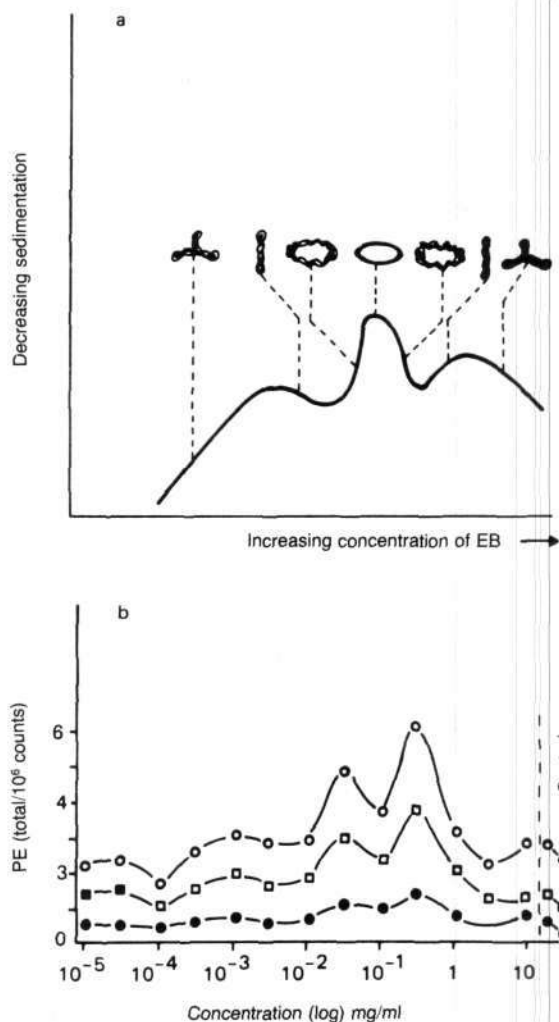 a
Decreasing sedimentation
Increasing concentration of EB
b
PE (total/10⁶ counts)
6
4
3
0
10⁻⁵ 10⁻⁴ 10⁻³ 10⁻² 10⁻¹ 1 10
Concentration (log) mg/ml